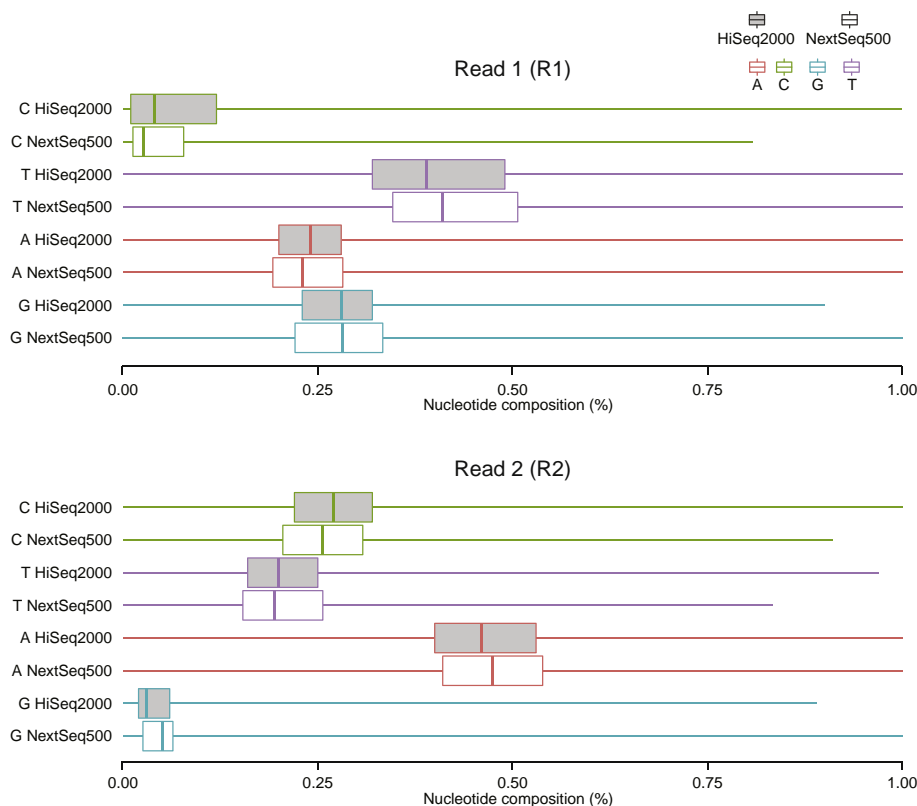 HiSeq2000 NextSeq500
A C G T
Read 1 (R1)
C HiSeq2000
C NextSeq500
T HiSeq2000
T NextSeq500
A HiSeq2000
A NextSeq500
G HiSeq2000
G NextSeq500
0.00 0.25 0.50 0.75 1.00
Nucleotide composition (%)
Read 2 (R2)
C HiSeq2000
C NextSeq500
T HiSeq2000
T NextSeq500
A HiSeq2000
A NextSeq500
G HiSeq2000
G NextSeq500
0.00 0.25 0.50 0.75 1.00
Nucleotide composition (%)